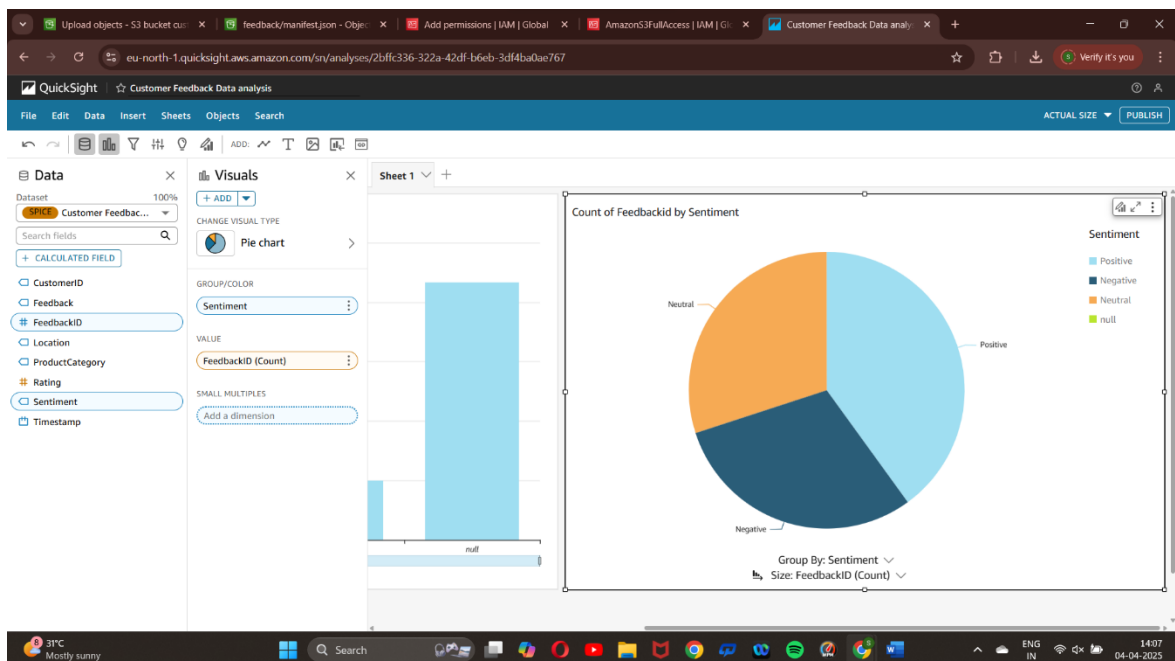 Upload objects - S3 bucket cus
feedback/manifest.json - Objec
Add permissions | IAM | Global
AmazonS3FullAccess | IAM | Gl
Customer Feedback Data analy
eu-north-1.quicksight.aws.amazon.com/sn/analyses/2bffc336-322a-42df-b6eb-3df4ba0ae767
S
Verify it's you
QuickSight
Customer Feedback Data analysis
File Edit Data Insert Sheets Objects Search
ACTUAL SIZE
PUBLISH
ADD:
T
Data
Dataset
100%
SPICE Customer Feedbac...
Search fields
+ CALCULATED FIELD
CustomerID
Feedback
# FeedbackID
Location
ProductCategory
# Rating
Sentiment
Timestamp
Visuals
+ ADD
CHANGE VISUAL TYPE
Pie chart
GROUP/COLOR
Sentiment
VALUE
FeedbackID (Count)
SMALL MULTIPLES
Add a dimension
Sheet 1
null
Count of Feedbackid by Sentiment
Neutral
Positive
Negative
Sentiment
Positive
Negative
Neutral
null
Group By: Sentiment
Size: FeedbackID (Count)
8
31°C
Mostly sunny
Search
ENG
IN
14:07
04-04-2025